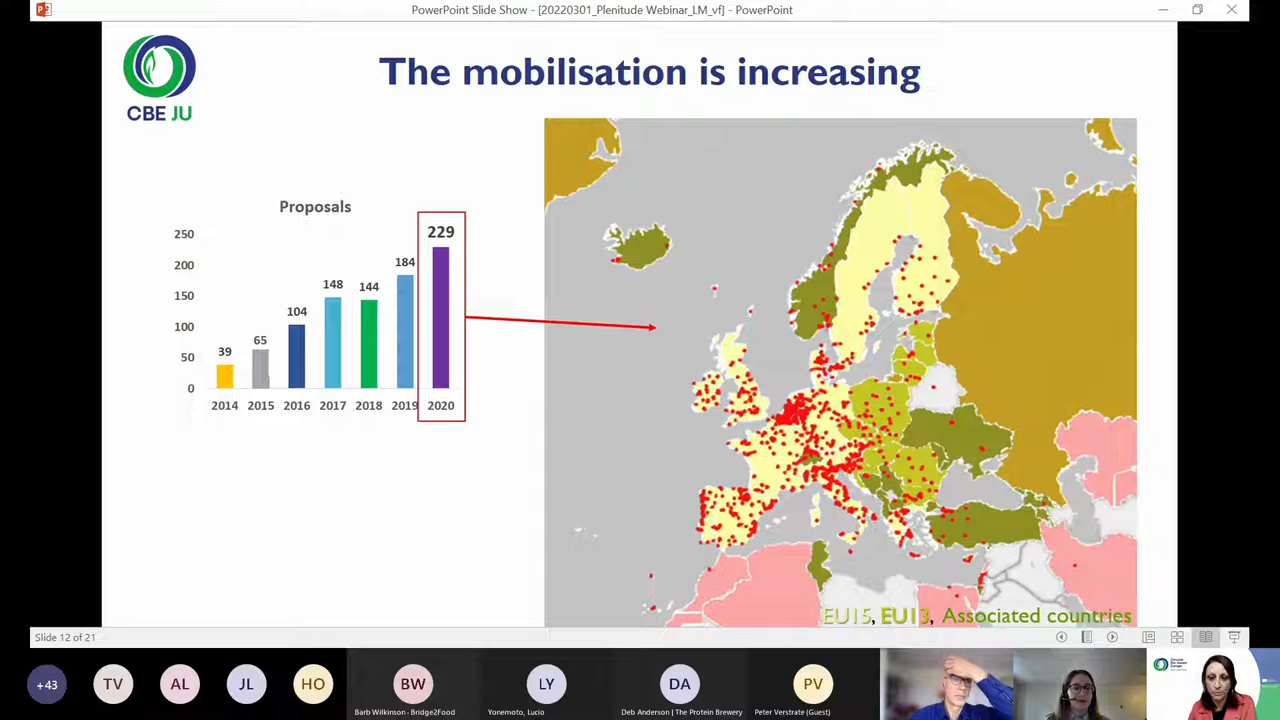 PowerPoint Slide Show - [20220301_Plenitude Webinar_LM_vf] - PowerPoint
CBE JU
The mobilisation is increasing
Proposals
250
200
150
100
50
0
39
65
104
148
144
184
229
2014 2015 2016 2017 2018 2019 2020
EU15, EU13, Associated countries
Slide 12 of 21
+43
TV
AL
JL
HO
BW
Barb Wilkinson - Bridge2Food
LY
Yonemoto, Lucio
DA
Deb Anderson | The Protein Brewery
PV
Peter Verstrate (Guest)